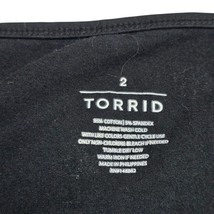 2
TORRID
95% COTTON | 5% SPANDEX
MACHINE WASH COLD
WITH LIKE COLORS GENTLE CYCLE USE
ONLY NON-CHLORINE BLEACH IF NEEDED
TUMBLE DRY LOW
WARM IRON IF NEEDED
MADE IN PHILIPPINES